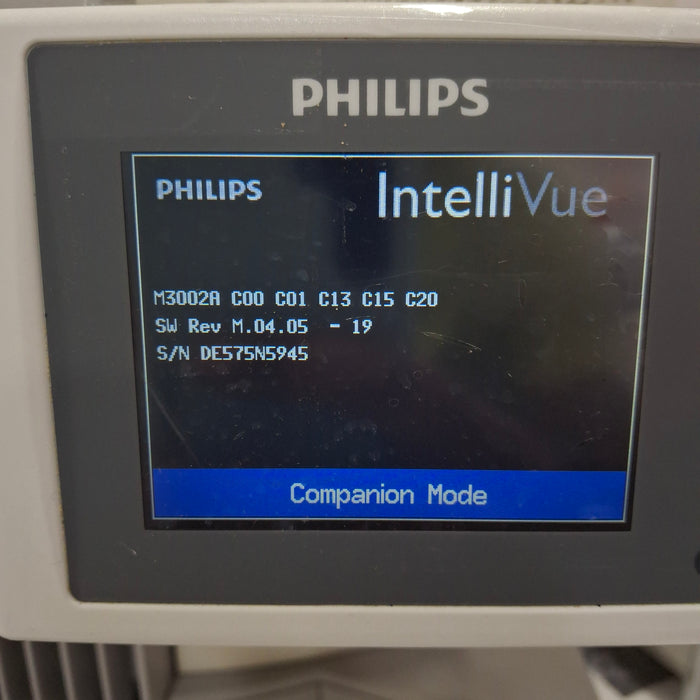 PHILIPS
PHILIPS IntelliVue
M3002A C00 C01 C13 C15 C20
SW Rev M.04.05 - 19
S/N DE575N5945
Companion Mode